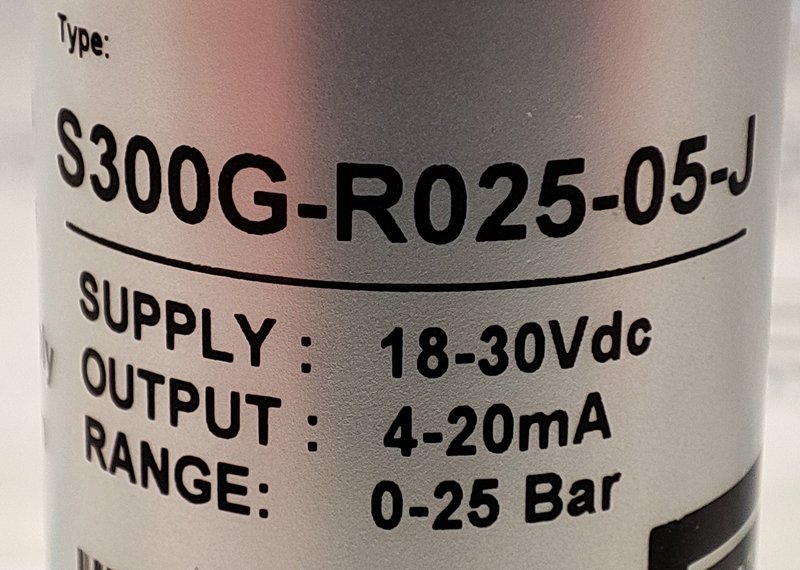 Type:
S300G-R025-05-J
SUPPLY : 18-30Vdc
OUTPUT : 4-20mA
RANGE: 0-25 Bar